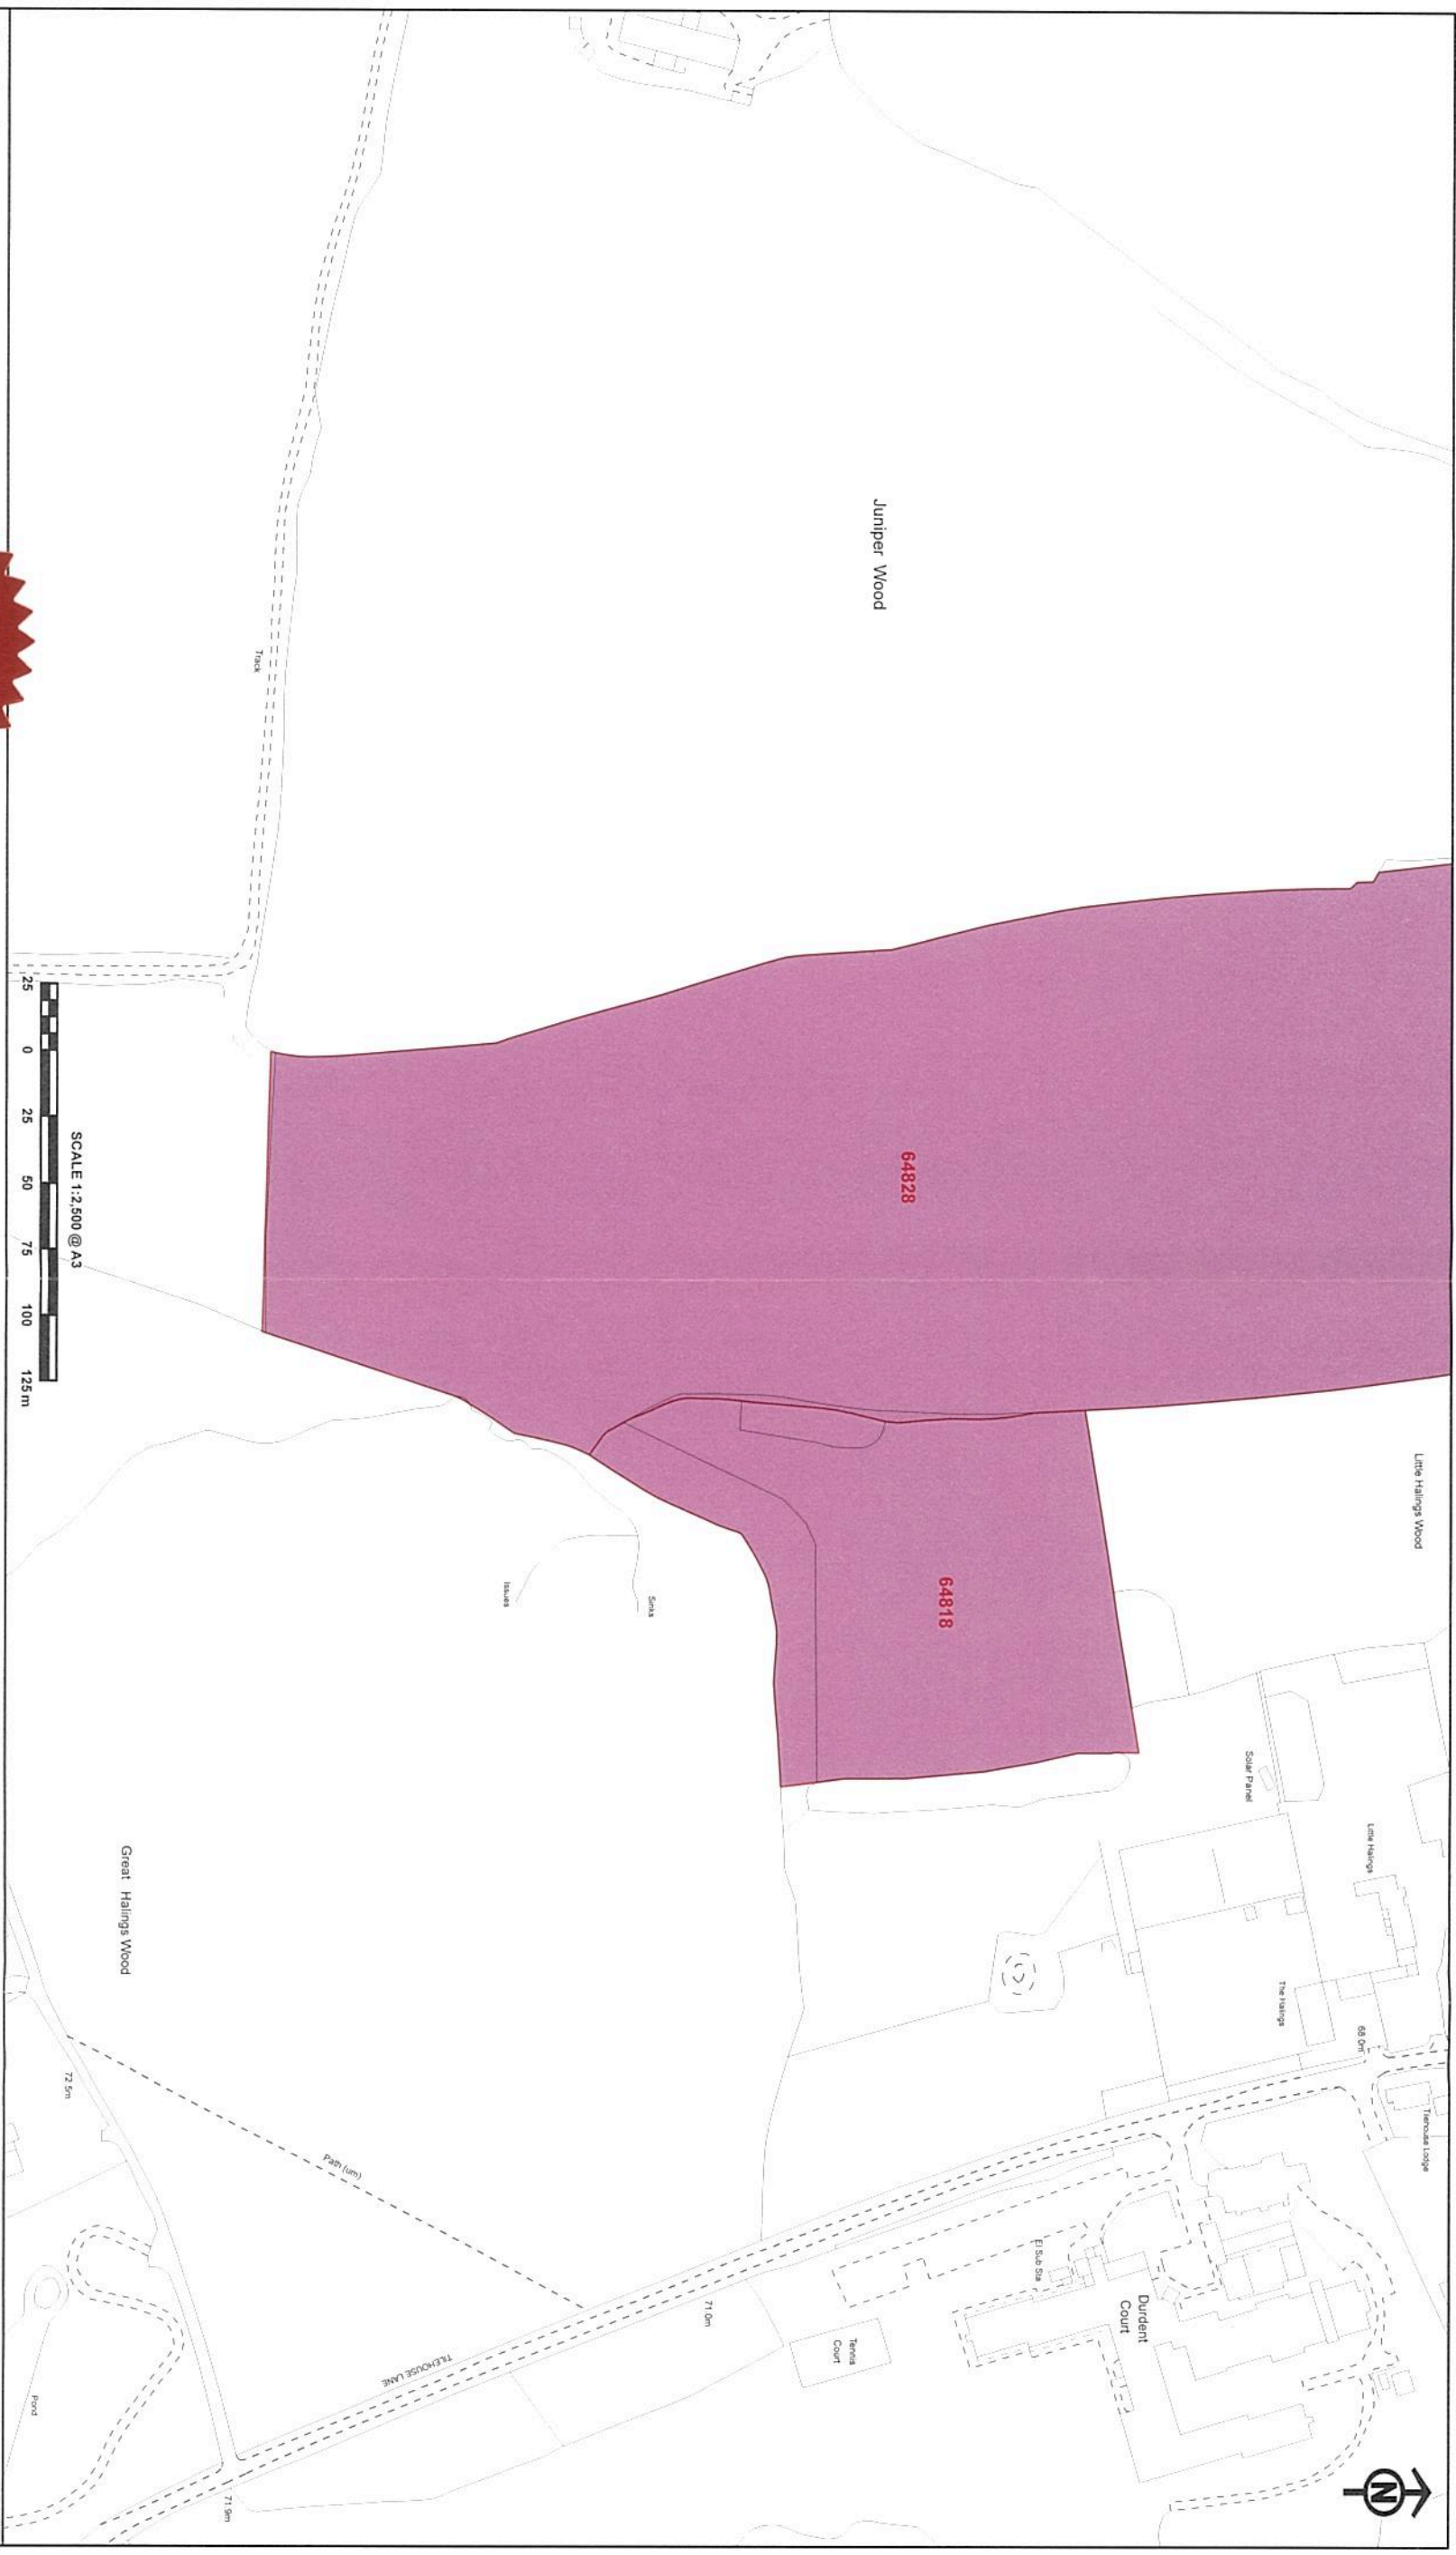 Juniper Wood
Track
64828
64818
Little Halings Wood
Solar Panel
Little Halings
The Halings
68.0m
Tilehouse Lodge
Sinks
Issues
El Sub Sta
Durdent
Court
Tennis
Court
71.0m
Great Halings Wood
72.5m
Path (um)
TILEHOUSE LANE
71.9m
Pond
N
SCALE 1:2,500 @ A3
25 0 25 50 75 100 125 m